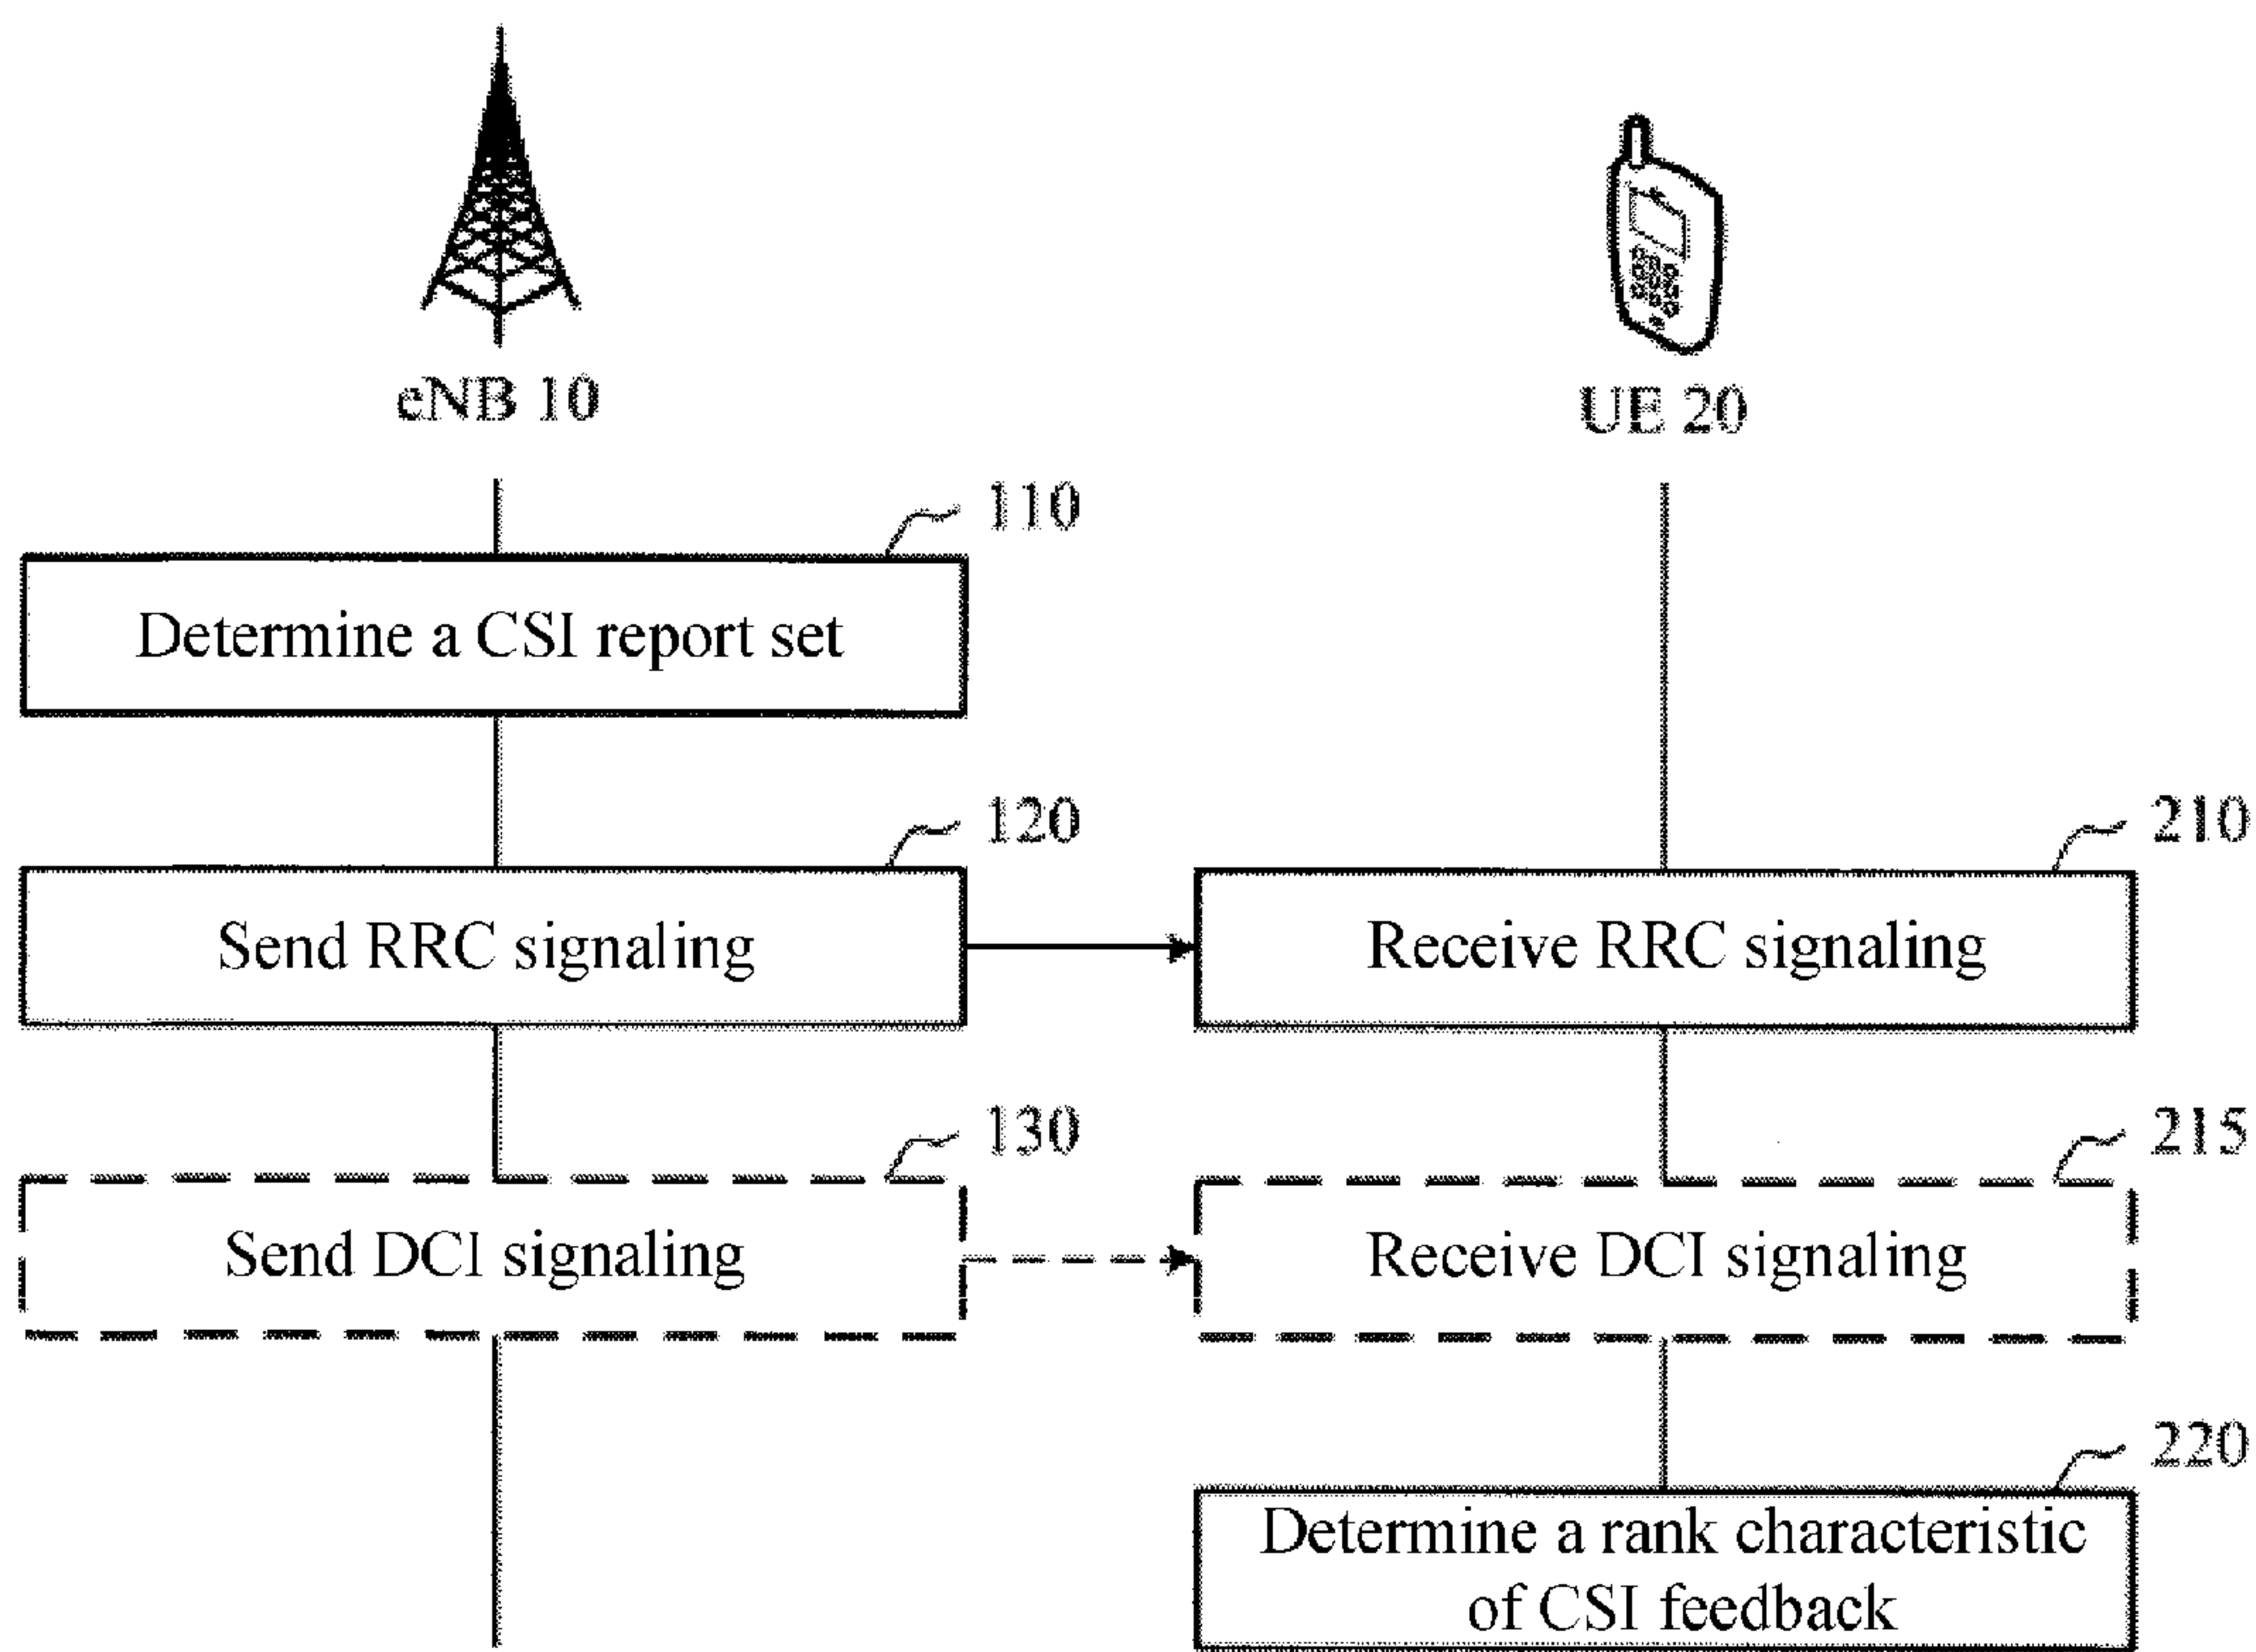 eNB 10
UE 20
110
Determine a CSI report set
120
210
Send RRC signaling
Receive RRC signaling
130
215
Send DCI signaling
Receive DCI signaling
220
Determine a rank characteristic
of CSI feedback